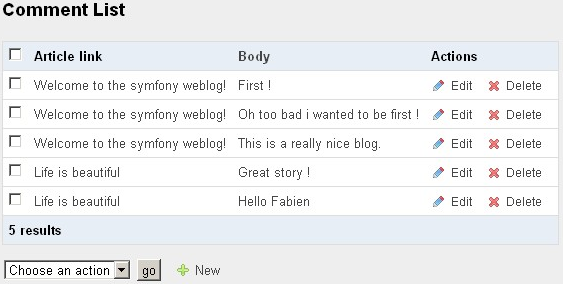 Comment List
Article link Body Actions
Welcome to the symfony weblog! First ! Edit Delete
Welcome to the symfony weblog! Oh too bad i wanted to be first ! Edit Delete
Welcome to the symfony weblog! This is a really nice blog. Edit Delete
Life is beautiful Great story ! Edit Delete
Life is beautiful Hello Fabien Edit Delete
5 results
Choose an action go New